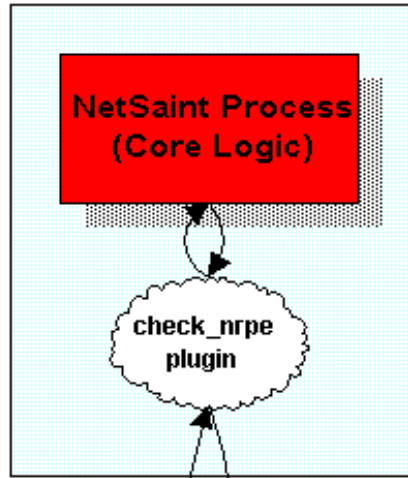 NetSaint Process
(Core Logic)
check_nrpe
plugin